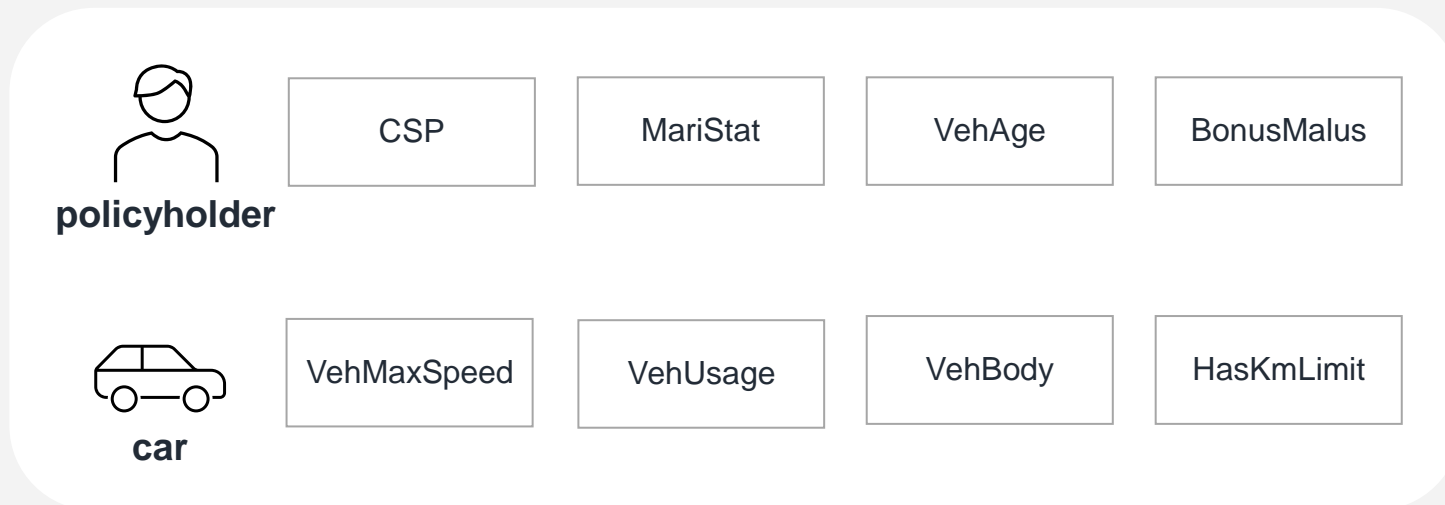 CSP
MariStat
VehAge
BonusMalus
policyholder
VehMaxSpeed
VehUsage
VehBody
HasKmLimit
car